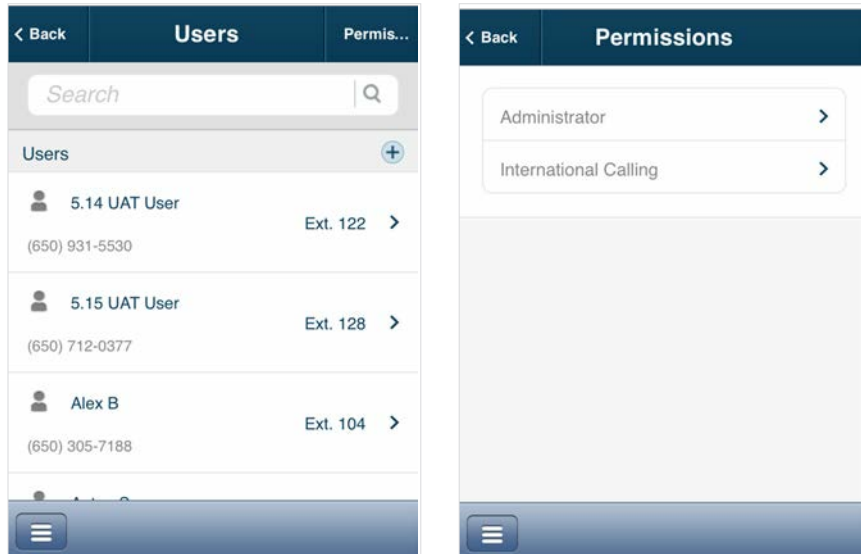 Back
Users
Permis...
Search
Users
5.14 UAT User
Ext. 122
(650) 931-5530
5.15 UAT User
Ext. 128
(650) 712-0377
Alex B
Ext. 104
(650) 305-7188
Back
Permissions
Administrator
International Calling